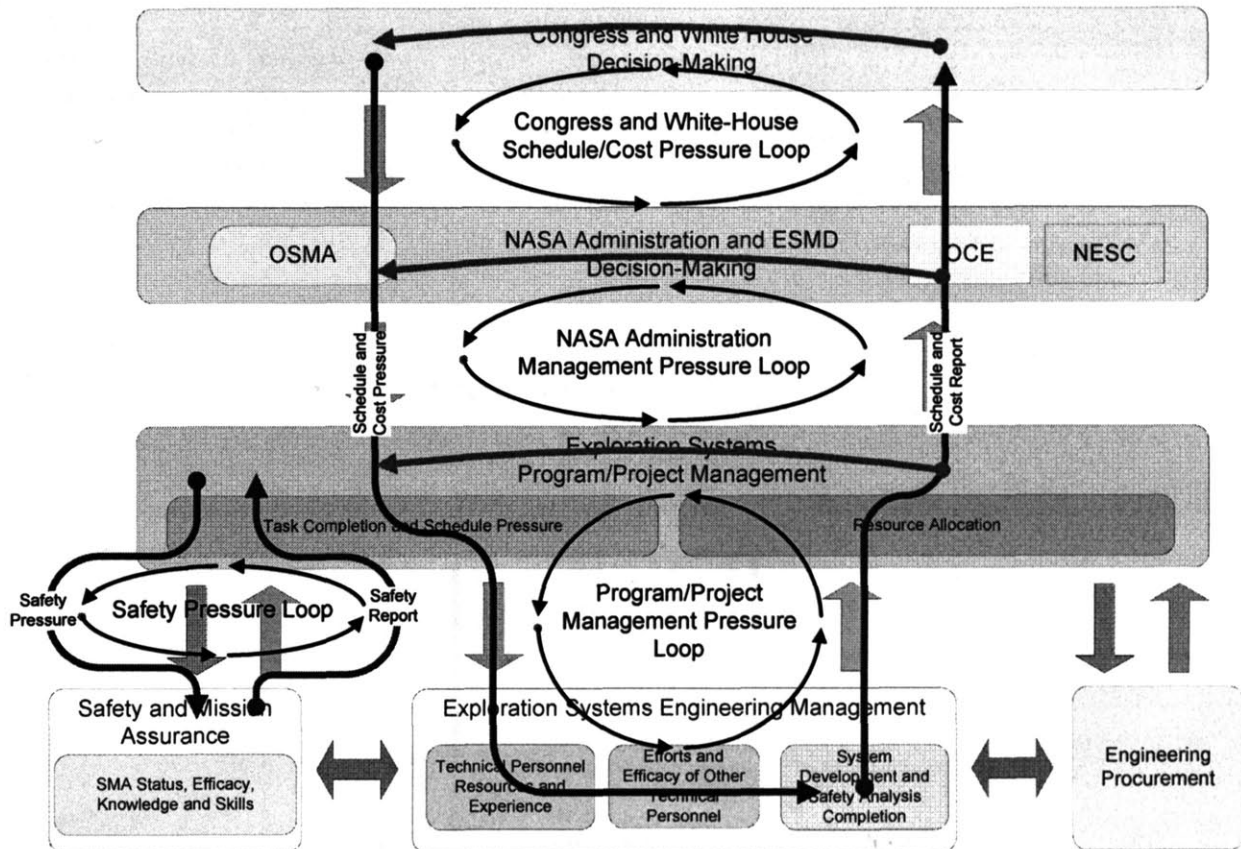 Congress and White House
Decision-Making
Congress and White-House
Schedule/Cost Pressure Loop
OSMA
NASA Administration and ESMD
Decision-Making
OCE
NESC
Schedule and
Cost Pressure
NASA Administration
Management Pressure Loop
Schedule and
Cost Report
Exploration Systems
Program/Project Management
Task Completion and Schedule Pressure
Resource Allocation
Safety
Pressure
Safety Pressure Loop
Safety
Report
Program/Project
Management Pressure
Loop
Safety and Mission
Assurance
SMA Status, Efficacy,
Knowledge and Skills
Exploration Systems Engineering Management
Technical Personnel
Resources and
Experience
Efforts and
Efficacy of Other
Technical
Personnel
System
Development and
Safety Analysis
Completion
Engineering
Procurement